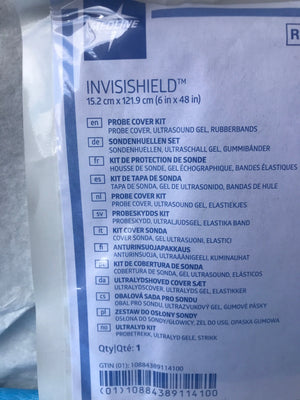 MEDLINE
R
INVISISHIELD™
15.2 cm x 121.9 cm (6 in x 48 in)
en PROBE COVER KIT
PROBE COVER, ULTRASOUND GEL, RUBBERBANDS
de SONDENHUELLEN SET
SONDENHUELLEN, ULTRASCHALL GEL, GUMMIBÄNDER
fr KIT DE PROTECTION DE SONDE
HOUSSE DE SONDE, GEL ÉCHOGRAPHIQUE, BANDES ÉLASTIQUES
es KIT DE TAPA DE SONDA
TAPA DE SONDA, GEL DE ULTRASONIDO, BANDAS DE HULE
nl PROBE COVER KIT
PROBE COVER, ULTRASOUND GEL, ELASTIEKJES
sv PROBESKYDDS KIT
PROBESKYDD, ULTRALJUDSGEL, ELASTIKA BAND
it KIT COVER SONDA
COVER SONDA, GEL ULTRASUONI, ELASTICI
fi ANTURINSUOJAPAKKAUS
ANTURINSUOJA, ULTRAÄÄNIGEELI, KUMINAUHAT
KIT DE COBERTURA DE SONDA
COBERTURA DE SONDA, GEL ULTRASSOM, ELÁSTICOS
da ULTRALYDSHOVED COVER SÆT
ULTRALYDSHOVED COVER, ULTRALYDS GEL, ELASTIKKER
cs OBALOVÁ SADA PRO SONDU
OBAL PRO SONDU, ULTRAZVUKOVÝ GEL, GUMOVÉ PÁSKY
pl ZESTAW DO OSŁONY SONDY
OSŁONA DO SONDY/GŁOWICY, ŻEL DO USG, OPASKA GUMOWA
no ULTRALYD KIT
PROBETREKK, ULTRALYD GELE, STRIKK
Qty|Qté: 1
GTIN (01): 10884389114100
(01)10884389114100